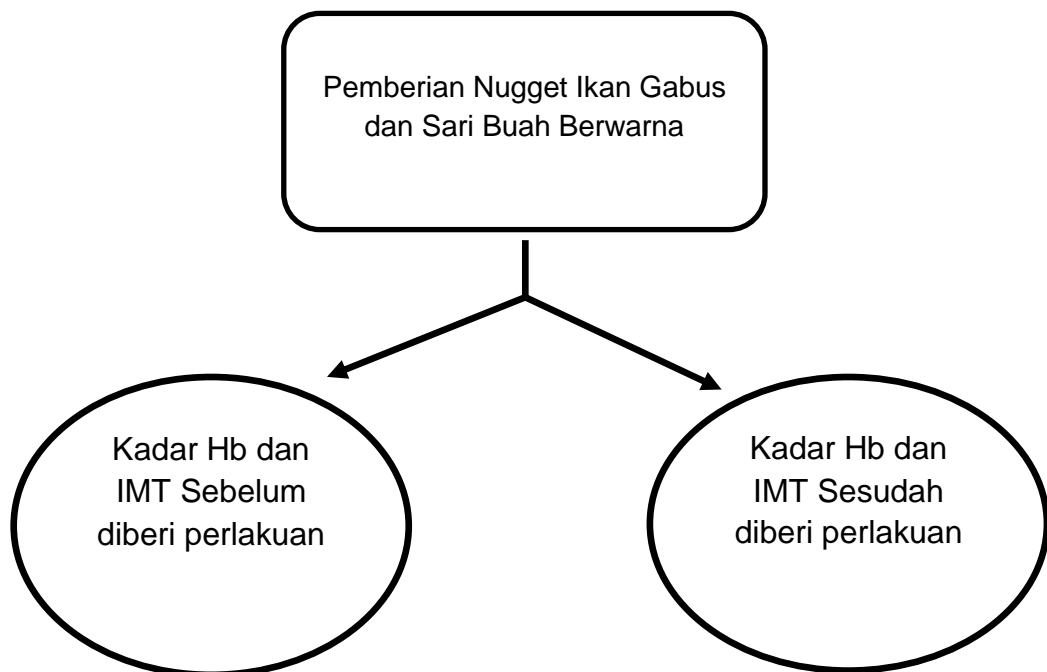 Pemberian Nugget Ikan Gabus
dan Sari Buah Berwarna
Kadar Hb dan
IMT Sebelum
diberi perlakuan
Kadar Hb dan
IMT Sesudah
diberi perlakuan